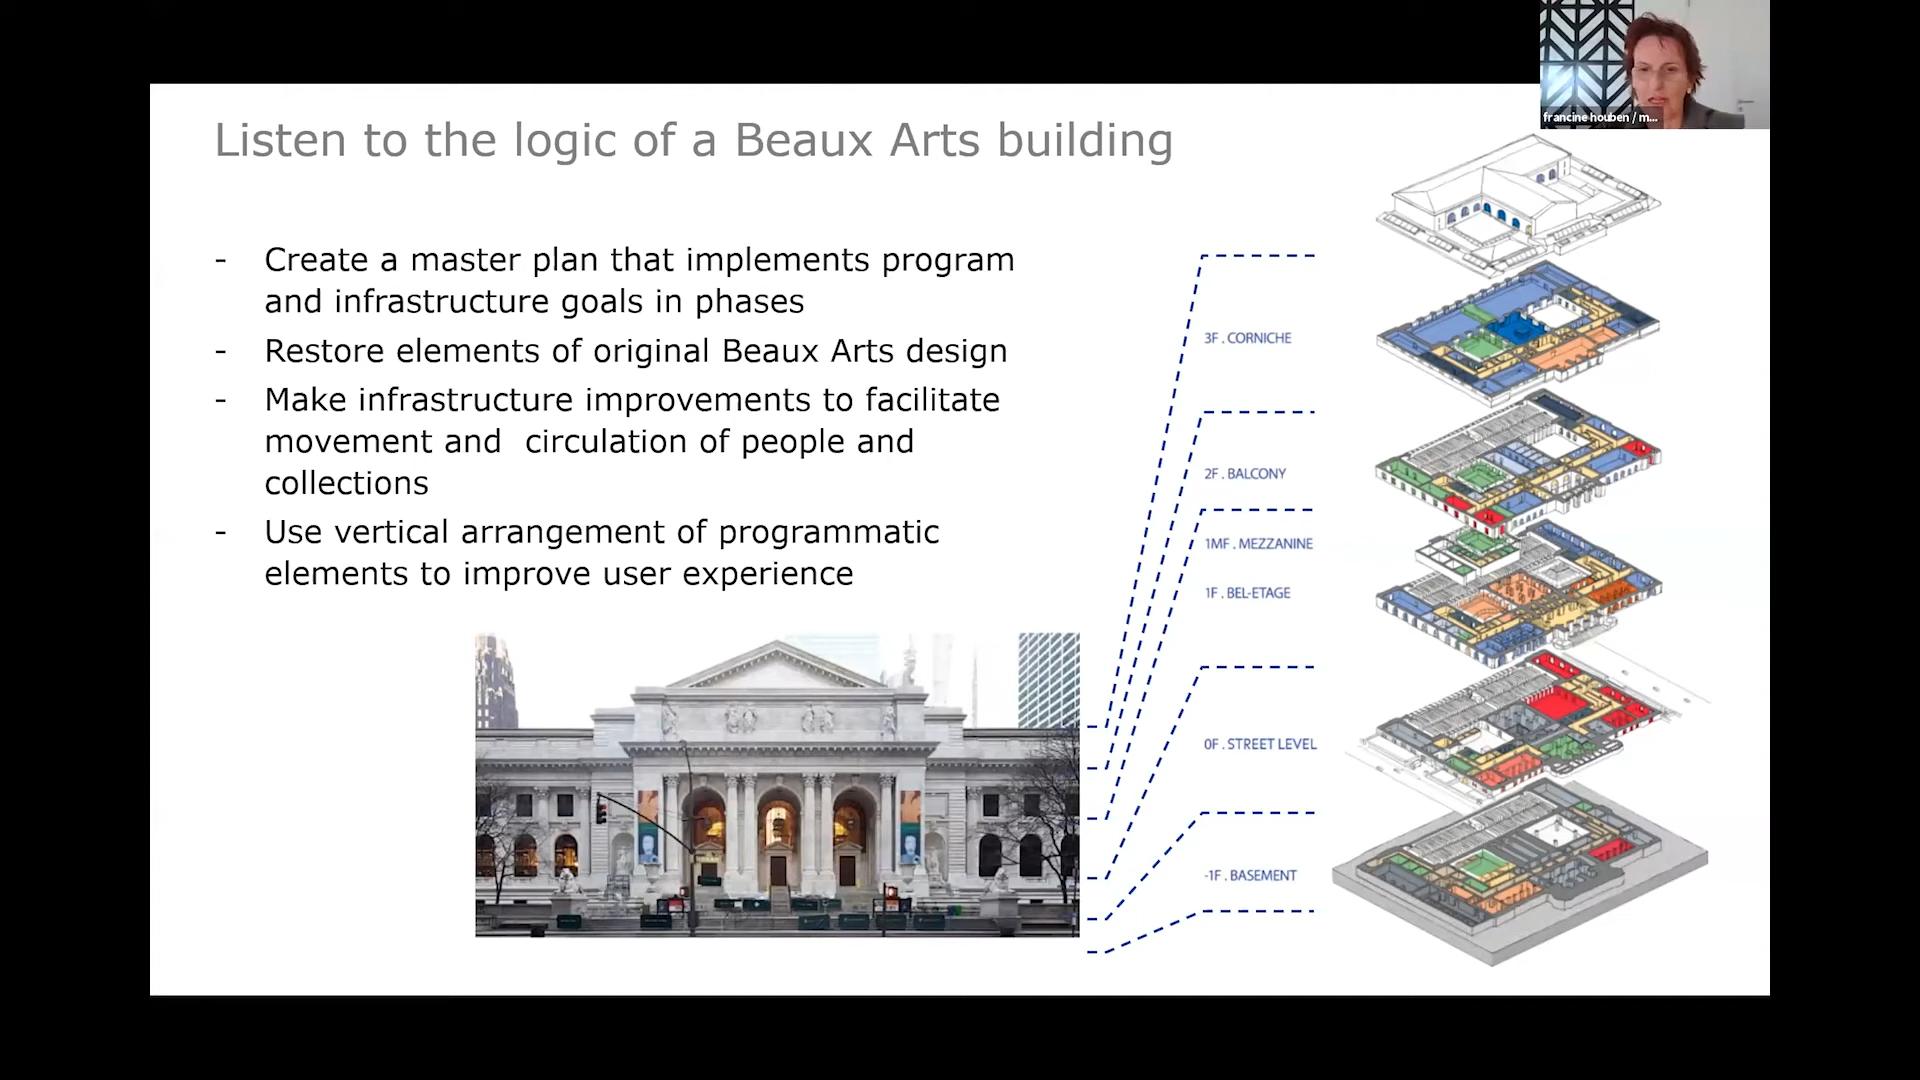 francine houben / m...
Listen to the logic of a Beaux Arts building
- Create a master plan that implements program
and infrastructure goals in phases
- Restore elements of original Beaux Arts design
- Make infrastructure improvements to facilitate
movement and  circulation of people and
collections
- Use vertical arrangement of programmatic
elements to improve user experience
3F . CORNICHE
2F . BALCONY
1MF . MEZZANINE
1F . BEL-ETAGE
0F . STREET LEVEL
-1F . BASEMENT